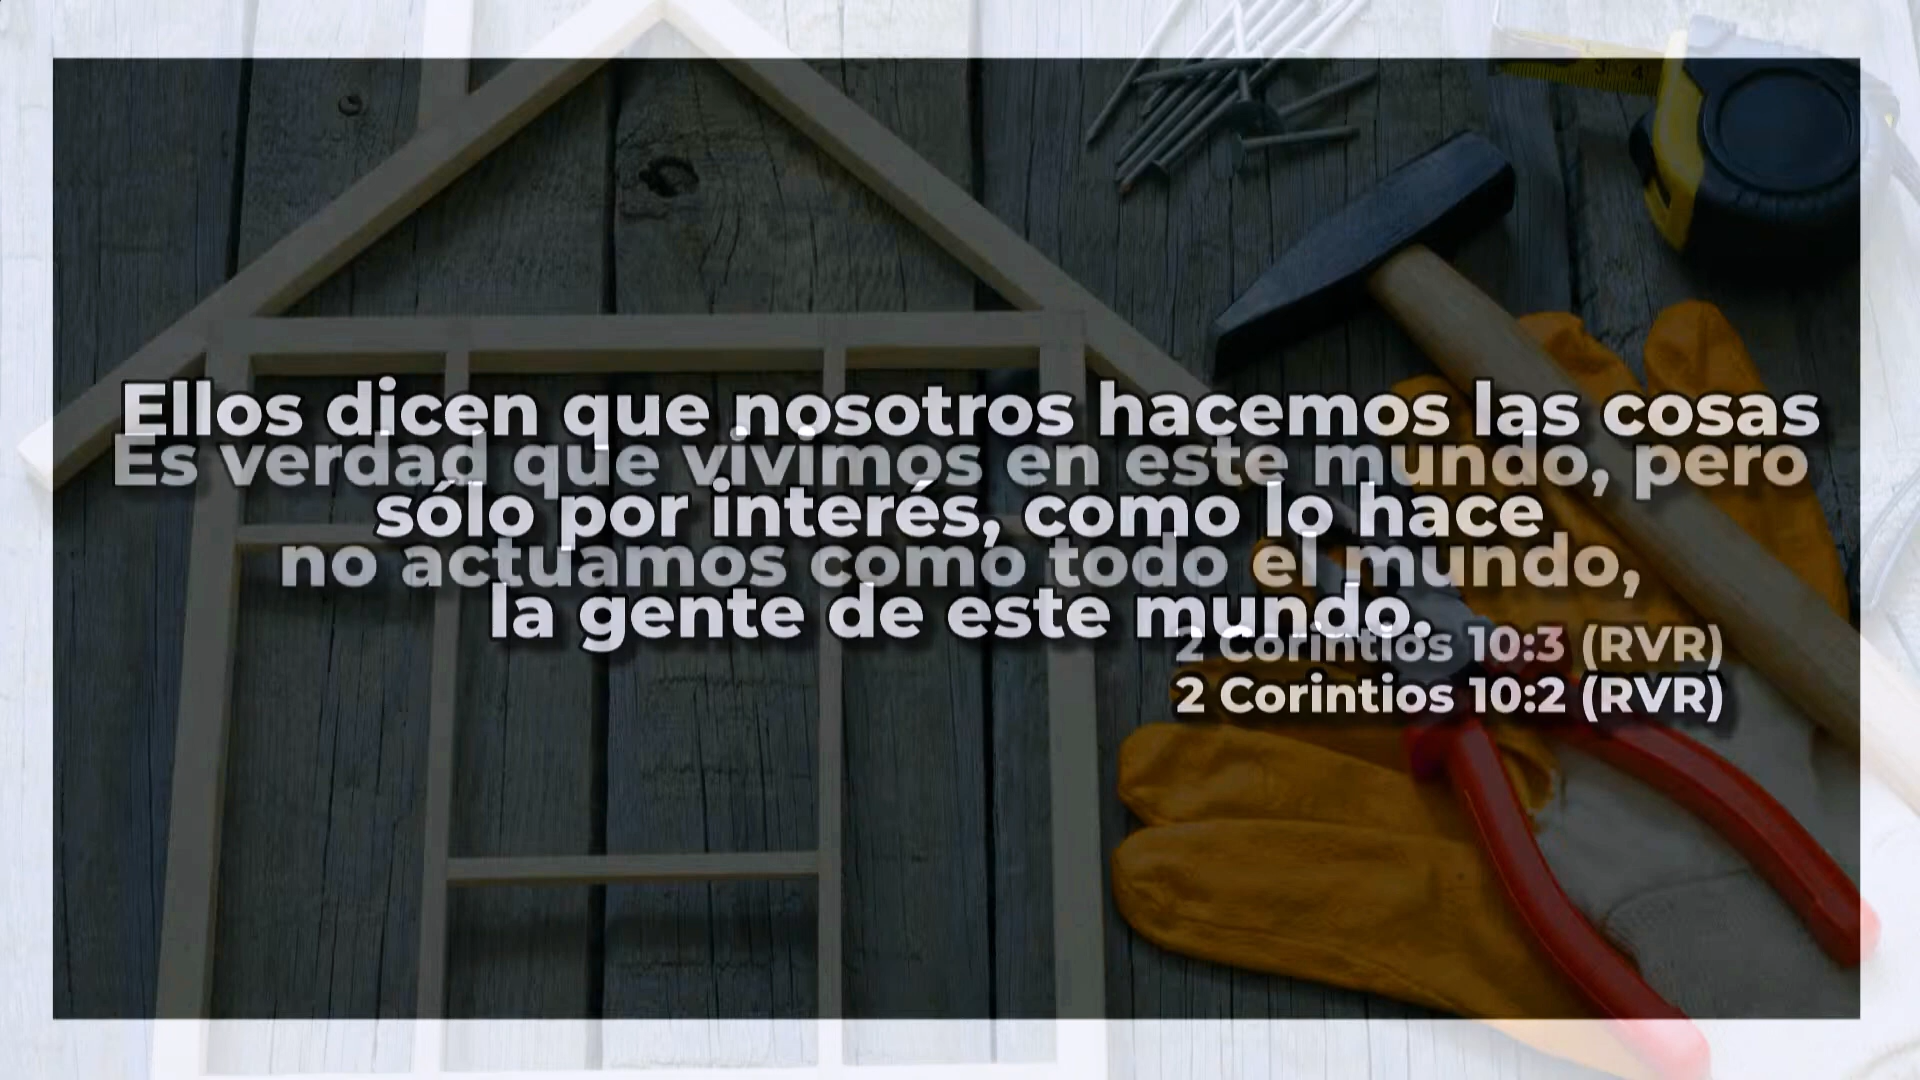 Ellos dicen que nosotros hacemos las cosas
sólo por interés, como lo hace
la gente de este mundo.
2 Corintios 10:2 (RVR)
Es verdad que vivimos en este mundo, pero
no actuamos como todo el mundo,
2 Corintios 10:3 (RVR)